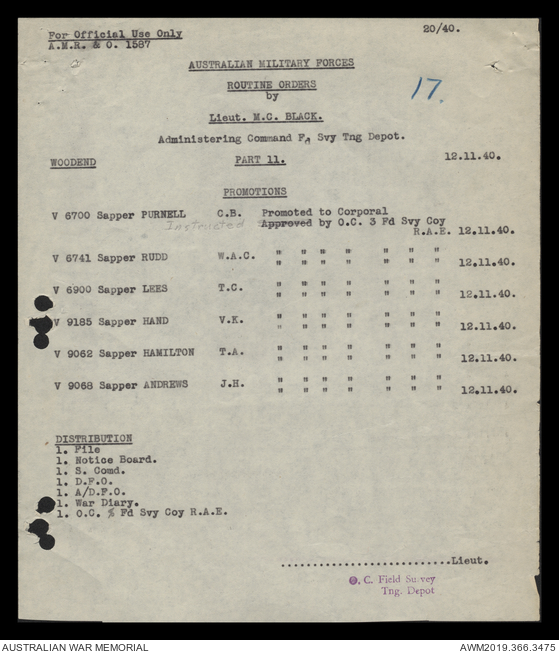 For Official Use Only
20/40.
A.M.R. & O. 1587
AUSTRALIAN MILITARY FORCES
ROUTINE ORDERS
17.
by
Lieut. M.C. BLACK.
Administering Command Fd Svy Tng Depot.
WOODEND PART 11. 12.11.40.
PROMOTIONS
V 6700 Sapper PURNELL C.B. Promoted to Corporal
Instructed Approved by O.C. 3 Fd Svy Coy
R.A.E. 12.11.40.
V 6741 Sapper RUDD W.A.C. " " " " " " "
" " " " " " " 12.11.40.
V 6900 Sapper LEES T.C. " " " " " " "
" " " " " " " 12.11.40.
V 9185 Sapper HAND V.K. " " " " " " "
" " " " " " " 12.11.40.
V 9062 Sapper HAMILTON T.A. " " " " " " "
" " " " " " " 12.11.40.
V 9068 Sapper ANDREWS J.H. " " " " " " "
" " " " " " " 12.11.40.
DISTRIBUTION
1. File
1. Notice Board.
1. S. Comd.
1. D.F.O.
1. A/D.F.O.
1. War Diary.
1. O.C. Fd Svy Coy R.A.E.
...........................Lieut.
O. C. Field Survey
Tng. Depot
AUSTRALIAN WAR MEMORIAL
AWM2019.366.3475